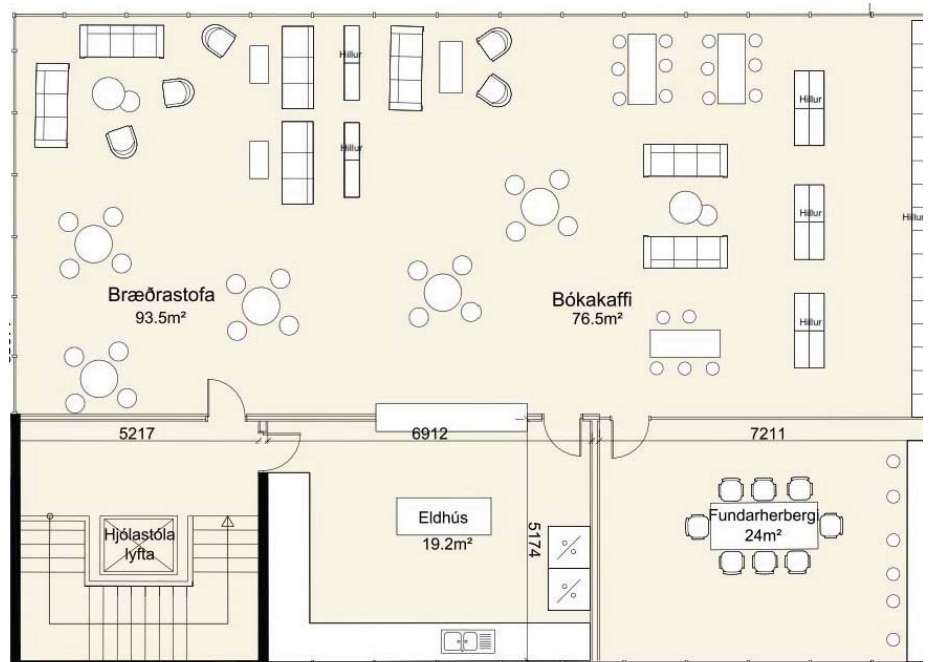 Hillur
Hillur
Hillur
Hillur
Hillur
Hillur
Bræðrastofa
93.5m²
Bókakaffi
76.5m²
5217
6912
7211
Hjólastóla
lyfta
Eldhús
19.2m²
5174
Fundarherbergi
24m²